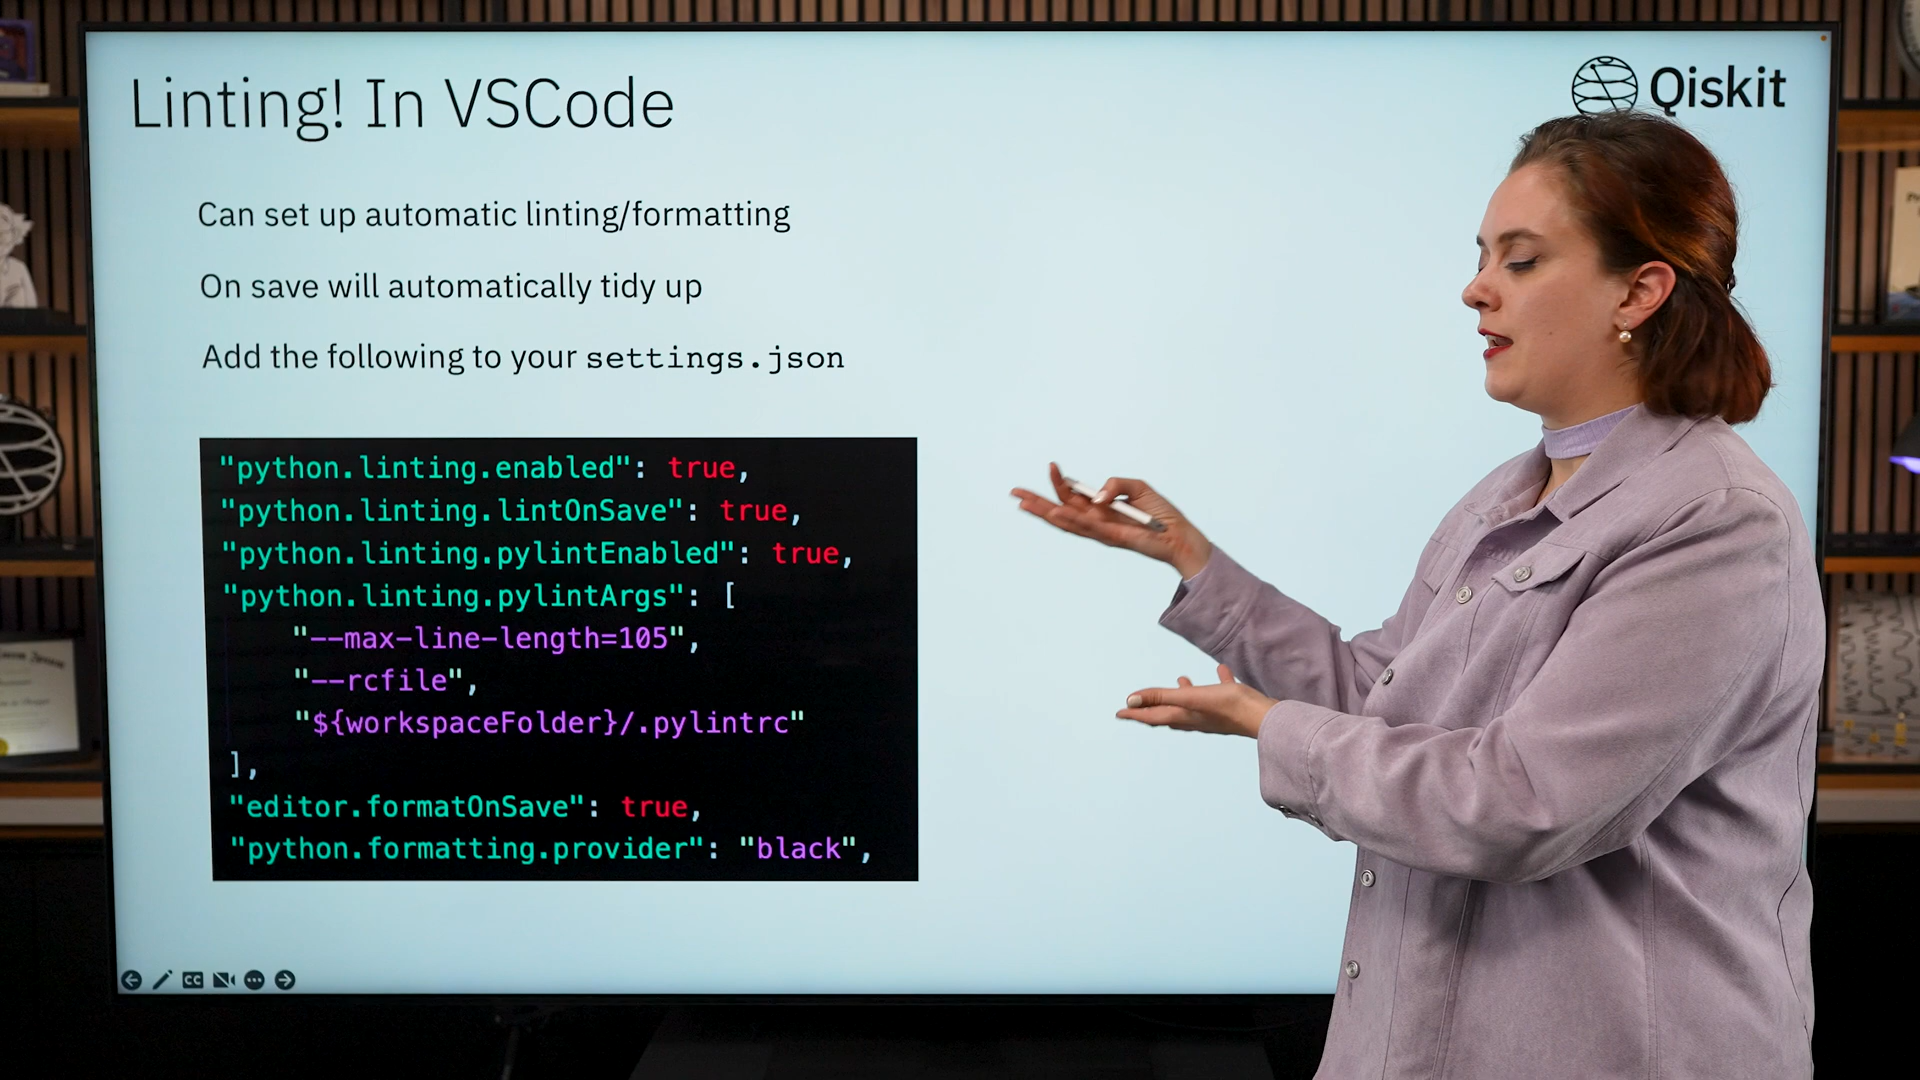 Linting! In VSCode
Qiskit
Can set up automatic linting/formatting
On save will automatically tidy up
Add the following to your settings.json
"python.linting.enabled": true,
"python.linting.lintOnSave": true,
"python.linting.pylintEnabled": true,
"python.linting.pylintArgs": [
"--max-line-length=105",
"--rcfile",
"${workspaceFolder}/.pylintrc"
],
"editor.formatOnSave": true,
"python.formatting.provider": "black",
CC